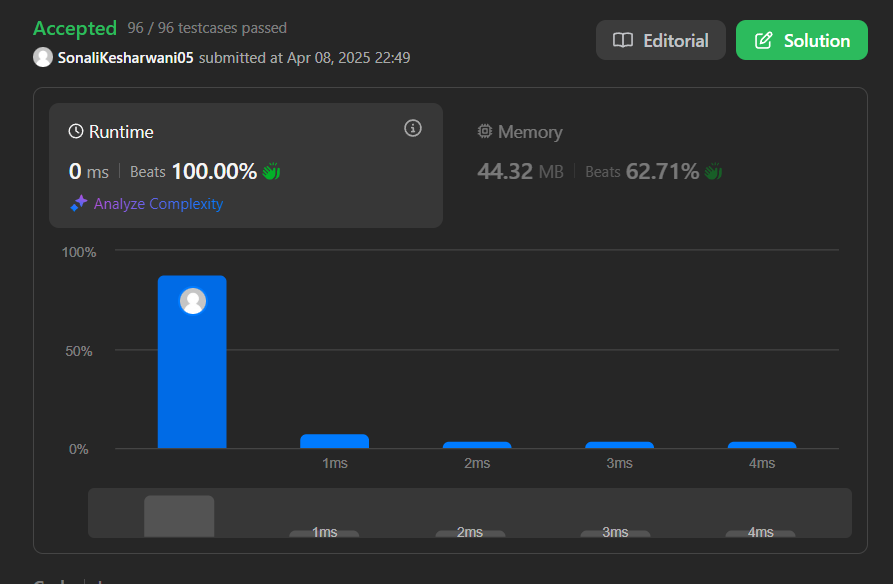 Accepted 96 / 96 testcases passed
Editorial
Solution
SonaliKesharwani05 submitted at Apr 08, 2025 22:49
Runtime
0 ms Beats 100.00%
Analyze Complexity
Memory
44.32 MB Beats 62.71%
100%
50%
0%
1ms 2ms 3ms 4ms
1ms 2ms 3ms 4ms